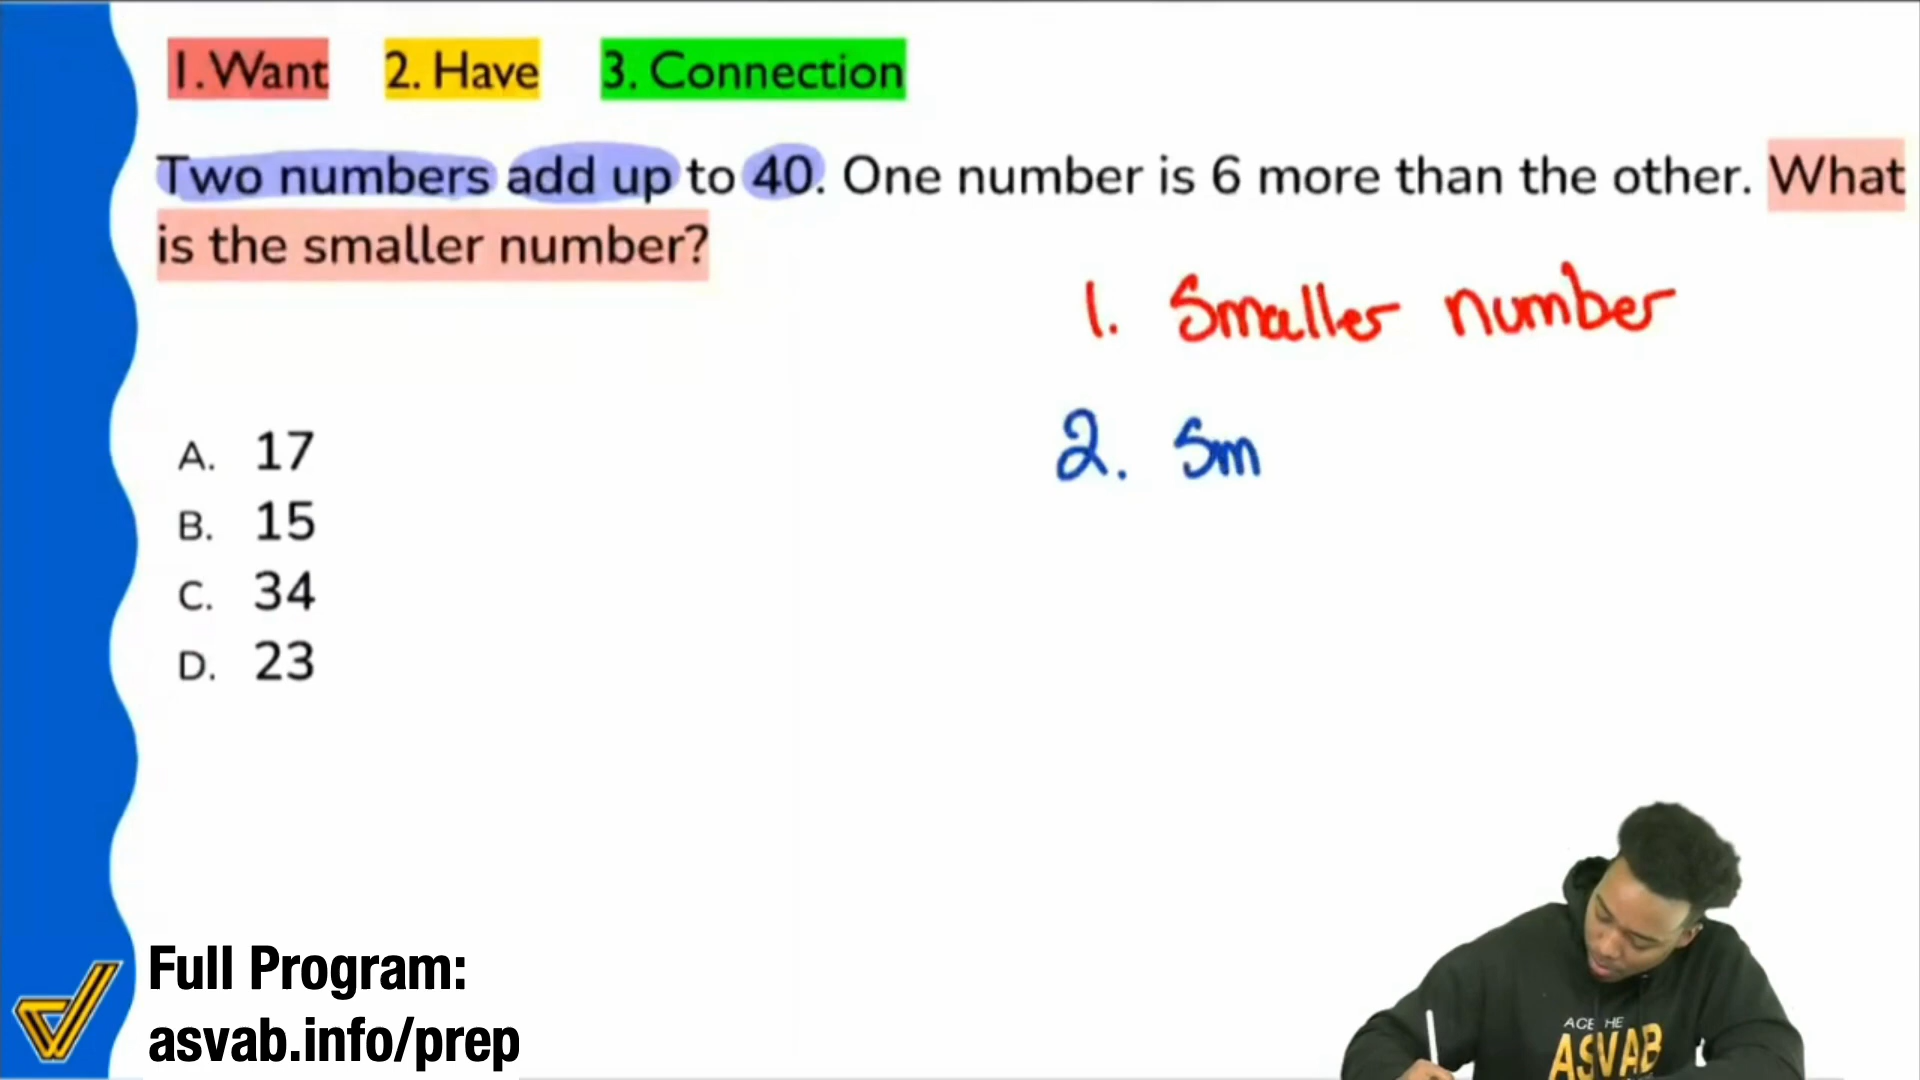 1. Want 2. Have 3. Connection
Two numbers add up to 40. One number is 6 more than the other. What
is the smaller number?
1. Smaller number
2. Sm
A. 17
B. 15
C. 34
D. 23
Full Program:
asvab.info/prep
ACE THE
ASVAB